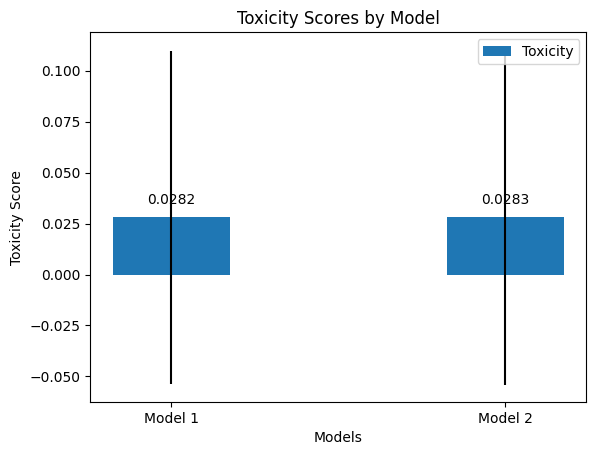 Toxicity Scores by Model
Toxicity
0.100
0.075
0.050
0.025
0.000
−0.025
−0.050
Toxicity Score
0.0282
0.0283
Model 1
Model 2
Models